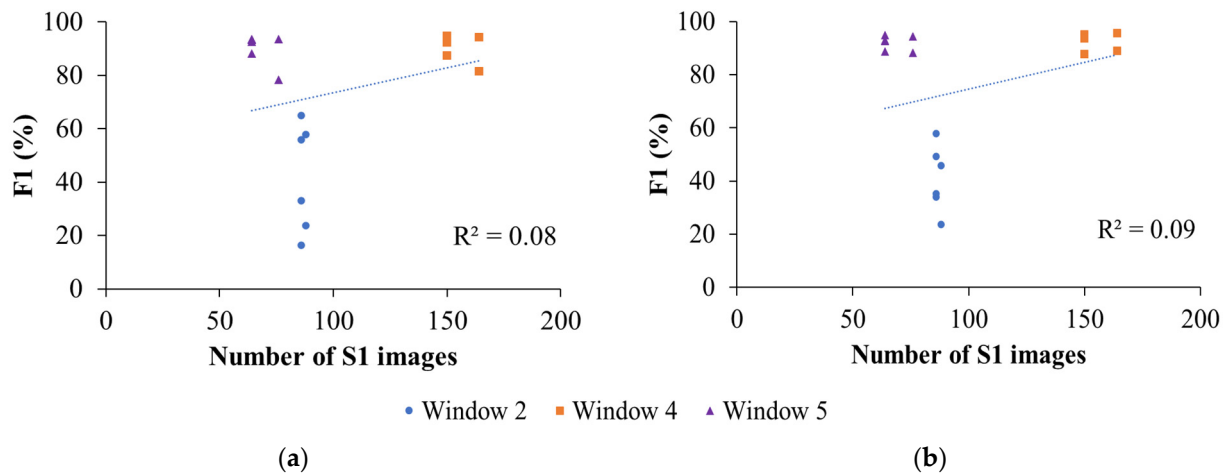 100
80
60
40
20
0
F1 (%)
R² = 0.08
0 50 100 150 200
Number of S1 images
100
80
60
40
20
0
F1 (%)
R² = 0.09
0 50 100 150 200
Number of S1 images
Window 2 Window 4 Window 5
(a) (b)